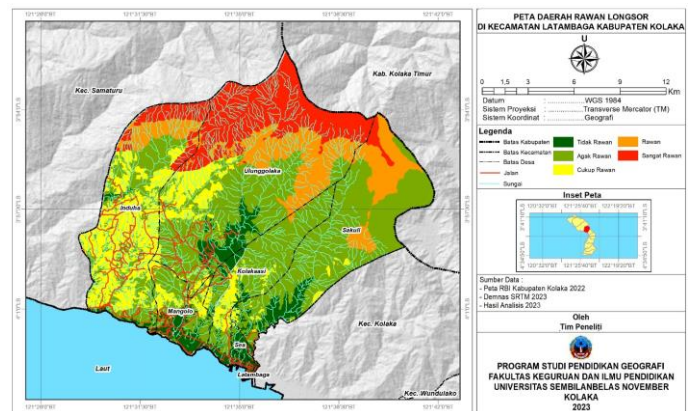 PETA DAERAH RAWAN LONGSOR
DI KECAMATAN LATAMBAGA KABUPATEN KOLAKA
U
0 1,5 3 6 9 12
Km
Datum : WGS 1984
Sistem Proyeksi : Transverse Mercator (TM)
Sistem Koordinat : Geografi
Legenda
Batas Kabupaten
Batas Kecamatan
Batas Desa
Jalan
Sungai
Tidak Rawan
Agak Rawan
Cukup Rawan
Rawan
Sangat Rawan
Inset Peta
Sumber Data :
- Peta RBI Kabupaten Kolaka 2022
- Demnas SRTM 2023
- Hasil Analisis 2023
Oleh
Tim Peneliti
PROGRAM STUDI PENDIDIKAN GEOGRAFI
FAKULTAS KEGURUAN DAN ILMU PENDIDIKAN
UNIVERSITAS SEMBILANBELAS NOVEMBER
KOLAKA
2023
Kec. Samaturu
Kab. Kolaka Timur
Ulunggolaka
Induha
Sakuli
Kolakaasi
Mangolo
Sea
Latambaga
Kec. Kolaka
Laut
Kec. Wundulako